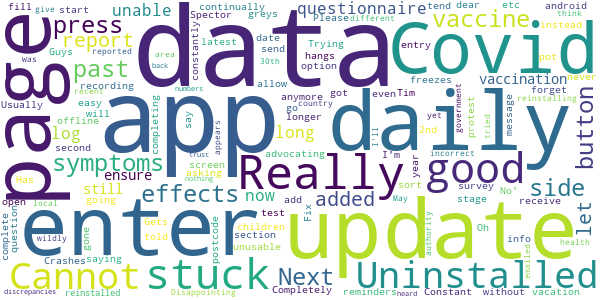 data
app
daily
Covid
page
enter
update
Really
good
Uninstalled
Cannot
stuck
Next
added
effects
symptoms
side
button
press
report
past
log
long
let
now
vaccine.
vaccination
questionnaire
unable
ensure
still
going
fill
give
start
Guys
was
Please
different
continually
greys
Spector
latest
date
Trying
send
hangs
option
constantly
area
back
30th
allow
tend
dear
etc
android
think
instead
entry
pot
never
freezes
forget
reinstalling
recent
reported
Usually
recording
easy
will
offline
second
completing
say
appears
numbers
anymore
longer
got
go
even
Tim
country
yet
government
protest
tried
message
2nd
I'll
advocating
I'm
year
incorrect
authority
screen
asking
trust
nothing
Has
told
Gets
open
local
complete
question
saying
gone
Crashes
wildly
discrepancies
reinstalled
Disappointing
postcode
test
section
children
unusable
Completely
add
Fix
reminders
heard
May
sort
survey
stage
No'
receive
Oh
info
Constant
without
vacation
emailed
health